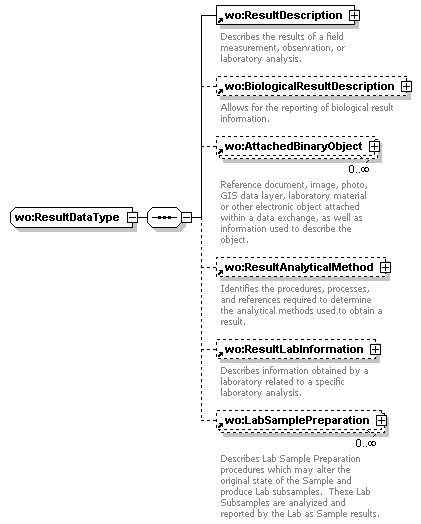 wo:ResultDescription
Describes the results of a field
measurement, observation, or
laboratory analysis.
wo:BiologicalResultDescription
Allows for the reporting of biological result
information.
wo:AttachedBinaryObject
0..∞
Reference document, image, photo,
GIS data layer, laboratory material
or other electronic object attached
within a data exchange, as well as
information used to describe the
object.
wo:ResultDataType
wo:ResultAnalyticalMethod
Identifies the procedures, processes,
and references required to determine
the analytical methods used to obtain a
result.
wo:ResultLabInformation
Describes information obtained by a
laboratory related to a specific
laboratory analysis.
wo:LabSamplePreparation
0..∞
Describes Lab Sample Preparation
procedures which may alter the
original state of the Sample and
produce Lab subsamples.  These Lab
Subsamples are analyized and
reported by the Lab as Sample results.